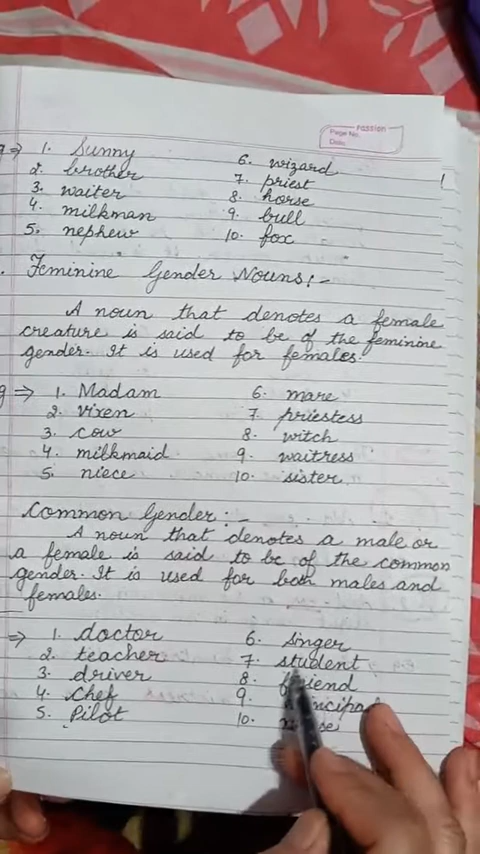 Passion
Page No.
Date
g ⇒ 1. Sunny 6. wizard
2. brother 7. priest
3. waiter 8. horse
4. milkman 9. bull
5. nephew 10. fox
Feminine Gender Nouns:-
A noun that denotes a female
creature is said to be of the feminine
gender. It is used for females.
g ⇒ 1. Madam 6. mare
2. vixen 7. priestess
3. cow 8. witch
4. milkmaid 9. waitress
5. niece 10. sister
Common Gender:-
A noun that denotes a male or
a female is said to be of the common
gender. It is used for both males and
females.
⇒ 1. doctor 6. Singer
2. teacher 7. student
3. driver 8. friend
4. Chef 9.
5. Pilot 10.